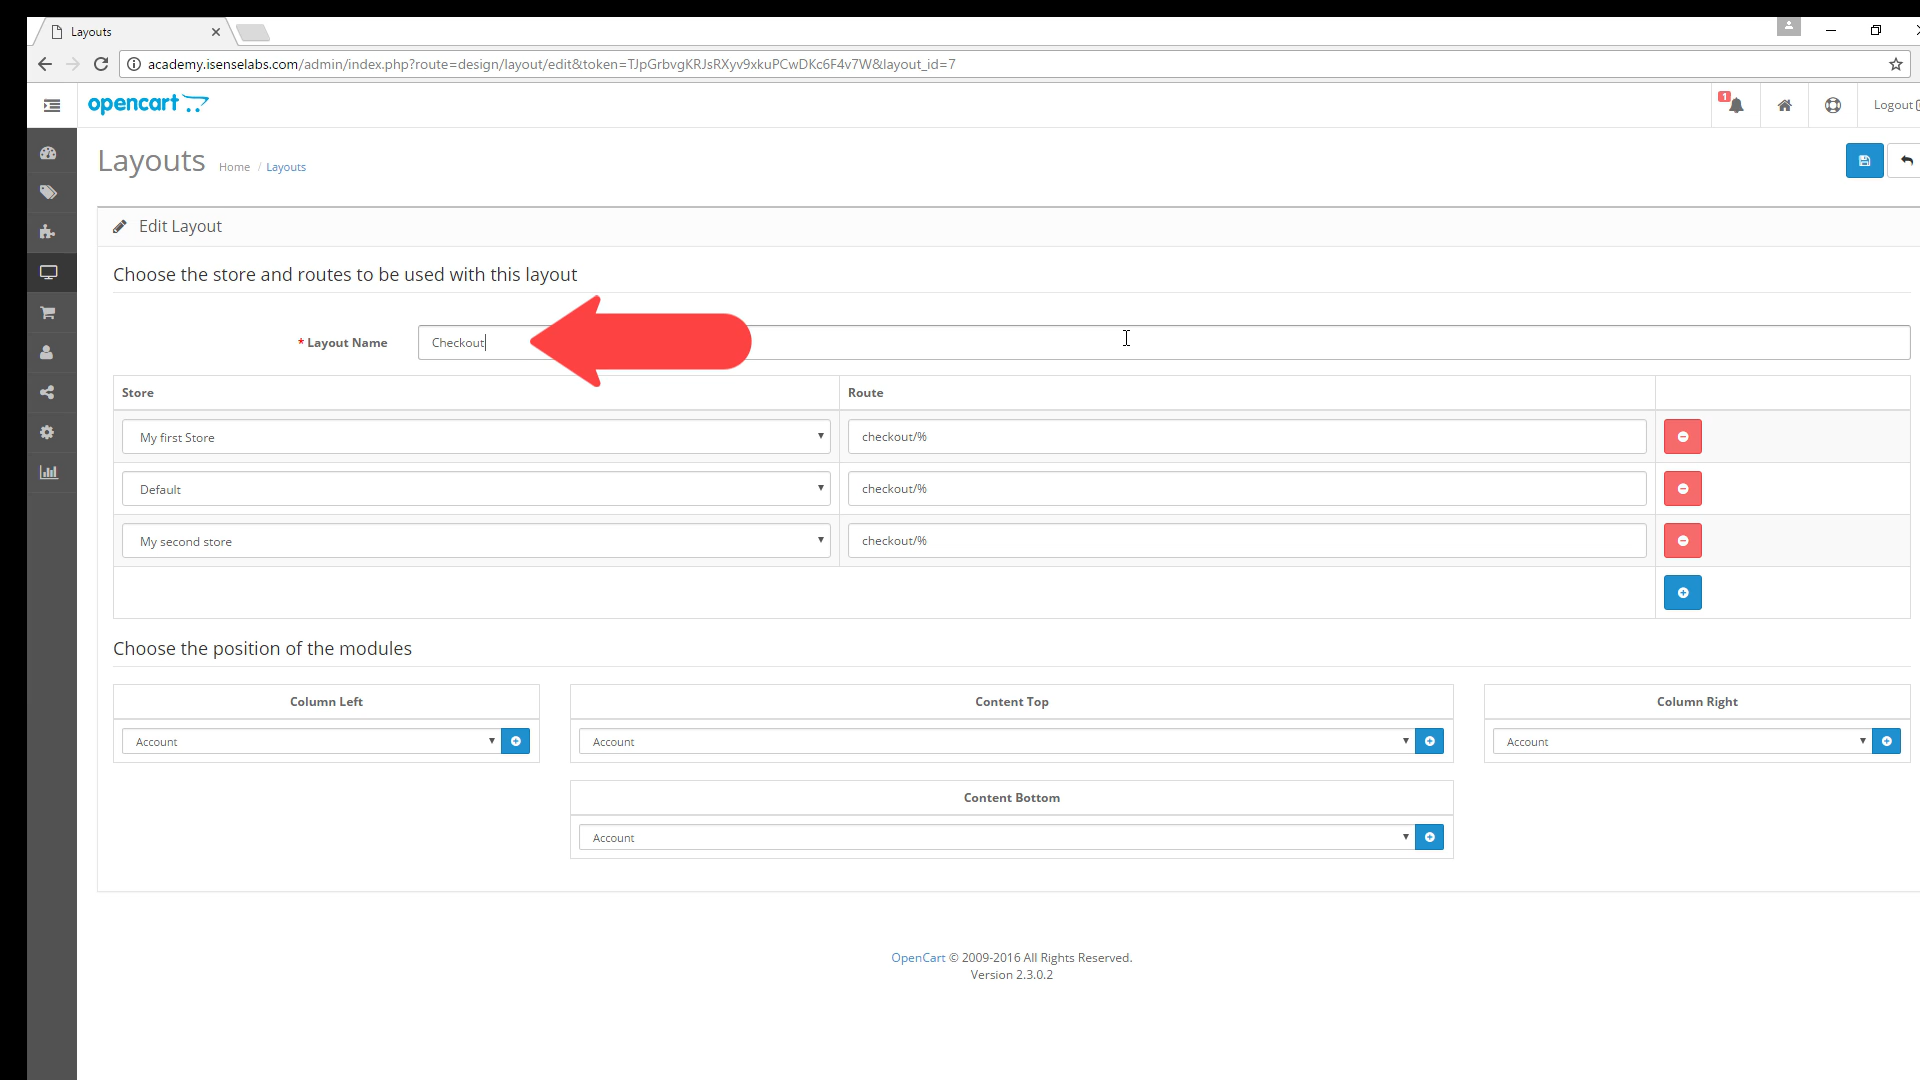 Layouts
academy.isenselabs.com/admin/index.php?route=design/layout/edit&token=TJpGrbvgKRJsRXyv9xkuPCwDKc6F4v7W&layout_id=7
opencart
1
Logout
Layouts Home / Layouts
Edit Layout
Choose the store and routes to be used with this layout
* Layout Name Checkout
Store Route
My first Store checkout/%
Default checkout/%
My second store checkout/%
Choose the position of the modules
Column Left Content Top Column Right
Account Account Account
Content Bottom
Account
OpenCart © 2009-2016 All Rights Reserved.
Version 2.3.0.2